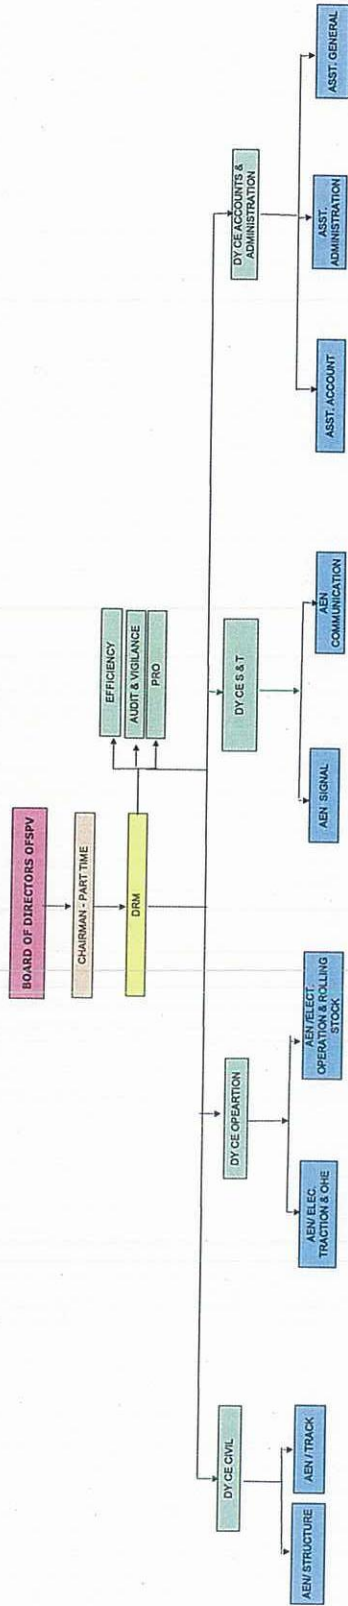 BOARD OF DIRECTORS OFSPV
CHAIRMAN - PART TIME
DRM
EFFICIENCY
AUDIT & VIGILANCE
PRO
DY CE CIVIL
DY CE OPEARTION
DY CE S & T
DY CE ACCOUNTS &
ADMINISTRATION
AEN/ STRUCTURE
AEN / TRACK
AEN/ ELEC.
TRACTION & OHE
AEN /ELECT.
OPERATION & ROLLING
STOCK
AEN SIGNAL
AEN
COMMUNICATION
ASST. ACCOUNT
ASST.
ADMINISTRATION
ASST. GENERAL